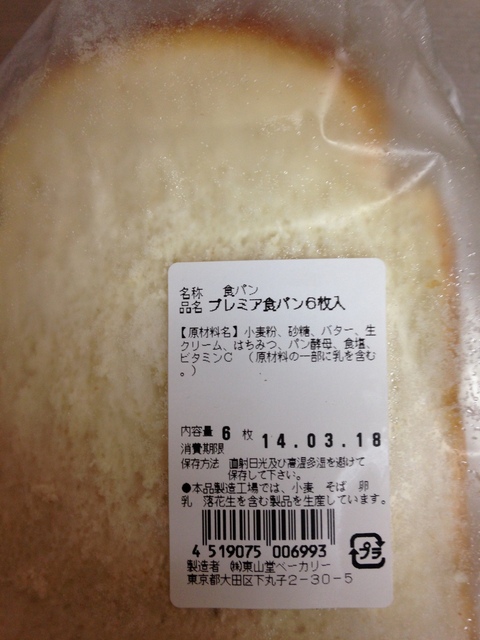 名称 食パン
品名 プレミア食パン6枚入
【原材料名】小麦粉、砂糖、バター、生
クリーム、はちみつ、パン酵母、食塩、
ビタミンC (原材料の一部に乳を含む
。)
内容量 6 枚 14.03.18
消費期限
保存方法 直射日光及び高温多湿を避けて
保存して下さい。
●本品製造工場では、小麦 そば 卵
乳 落花生を含む製品を生産しています。
4 519075 006993
プラ
製造者 ㈱東山堂ベーカリー
東京都大田区下丸子2-30-5